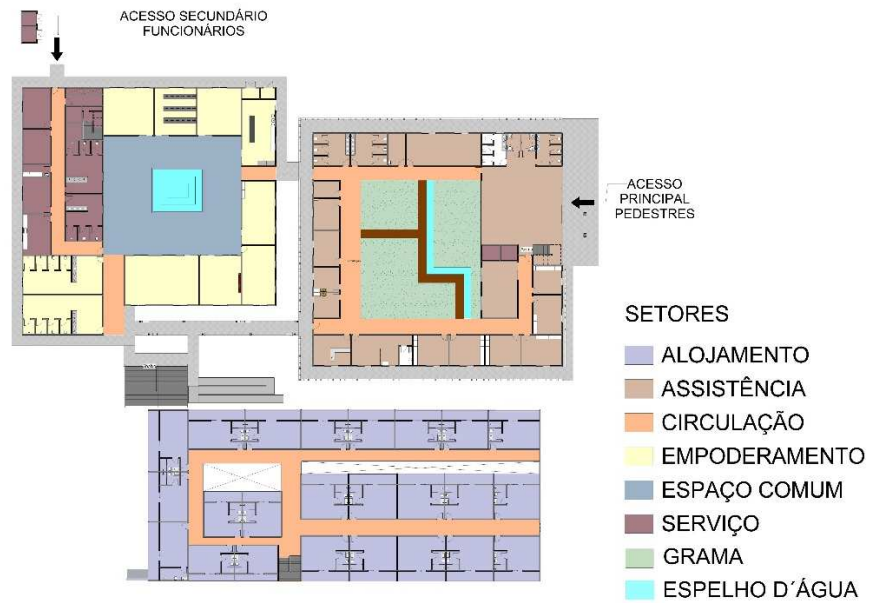 ACESSO SECUNDÁRIO
FUNCIONÁRIOS
ACESSO
PRINCIPAL
PEDESTRES
SETORES
ALOJAMENTO
ASSISTÊNCIA
CIRCULAÇÃO
EMPODERAMENTO
ESPAÇO COMUM
SERVIÇO
GRAMA
ESPELHO D´ÁGUA